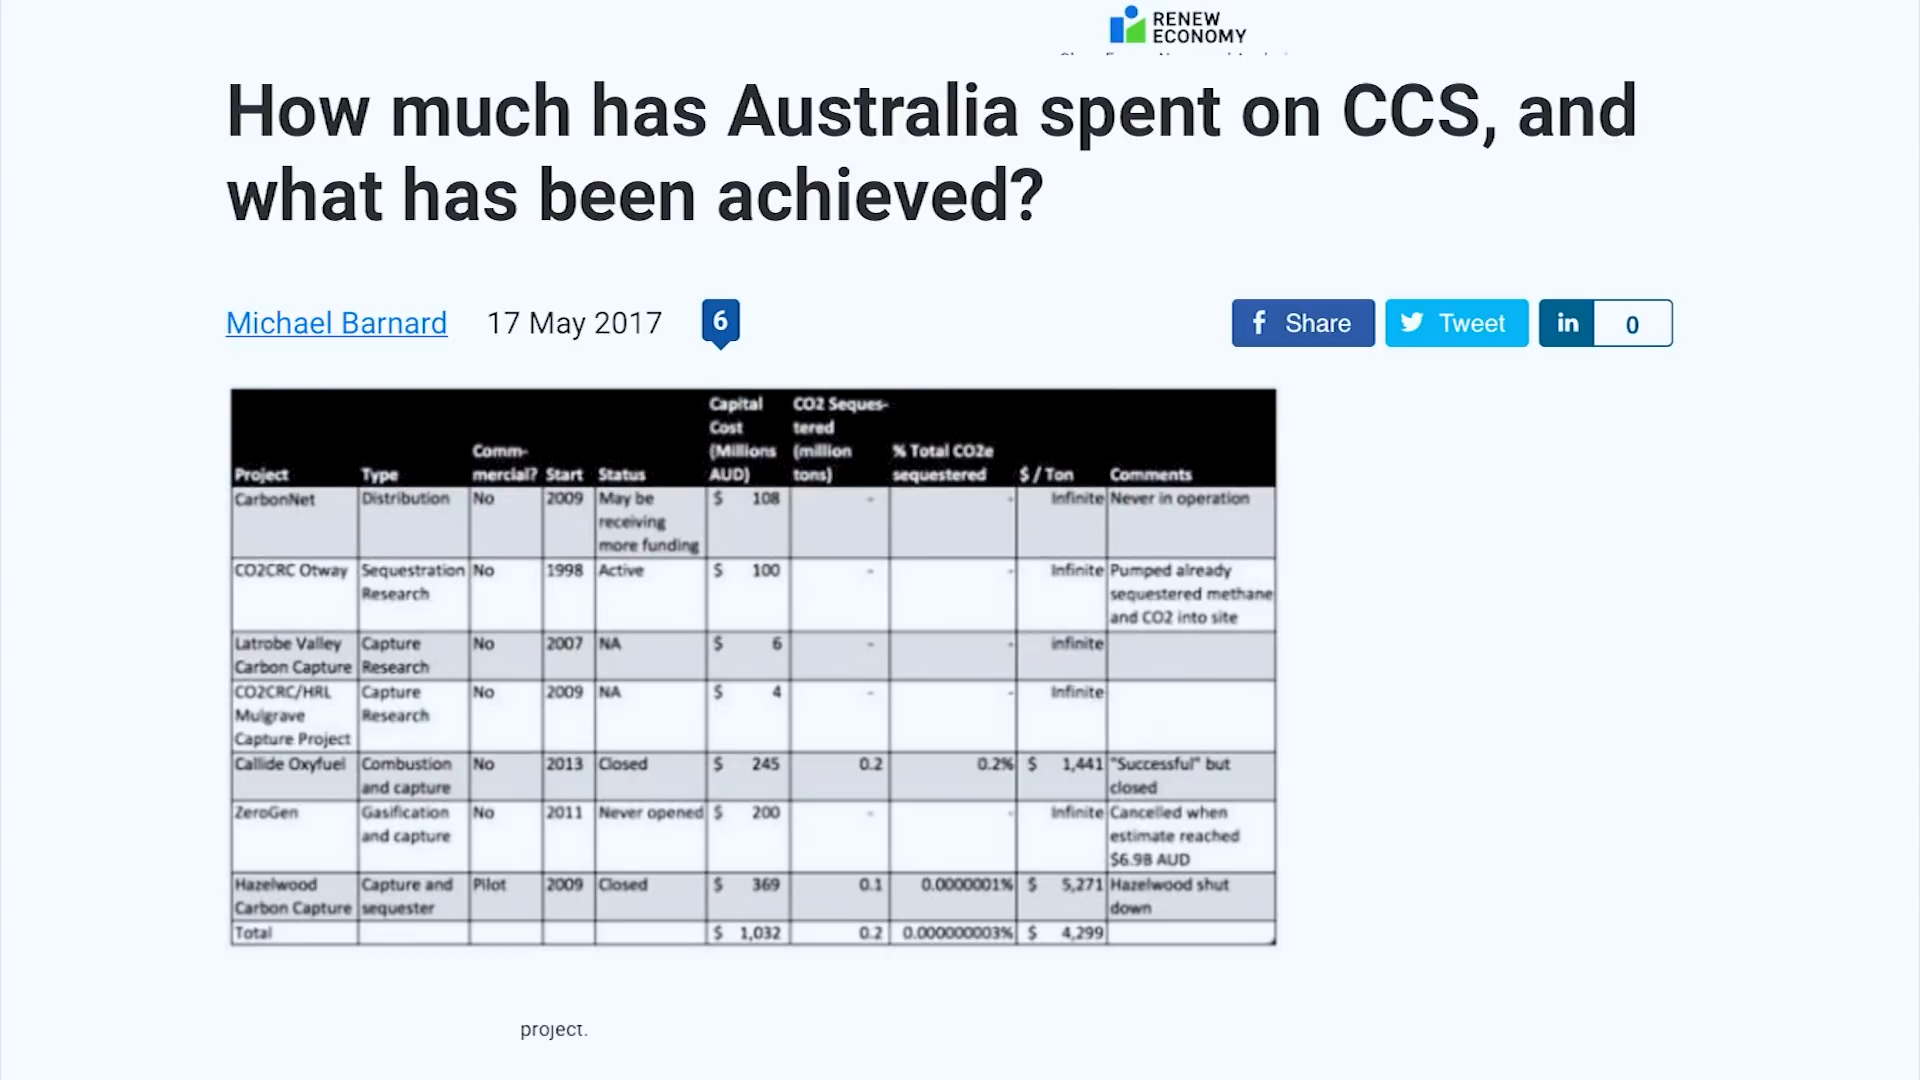 RENEW
ECONOMY
How much has Australia spent on CCS, and
what has been achieved?
Michael Barnard 17 May 2017 6
Share Tweet in 0
Project Type Comm-mercial? Start Status Capital Cost (Millions AUD) CO2 Seques-tered (million tons) % Total CO2e sequestered $ / Ton Comments
CarbonNet Distribution No 2009 May be $ 108 - - Infinite Never in operation
receiving
more funding
CO2CRC Otway Sequestration No 1998 Active $ 100 - - Infinite Pumped already
Research sequestered methane
and CO2 into site
Latrobe Valley Capture No 2007 NA $ 6 - - infinite
Carbon Capture Research
CO2CRC/HRL Capture No 2009 NA $ 4 - - Infinite
Mulgrave Research
Capture Project
Callide Oxyfuel Combustion No 2013 Closed $ 245 0.2 0.2% $ 1,441 "Successful" but
and capture closed
ZeroGen Gasification No 2011 Never opened $ 200 - - Infinite Cancelled when
and capture estimate reached
$6.9B AUD
Hazelwood Capture and Pilot 2009 Closed $ 369 0.1 0.0000001% $ 5,271 Hazelwood shut
Carbon Capture sequester down
Total $ 1,032 0.2 0.000000003% $ 4,299
project.